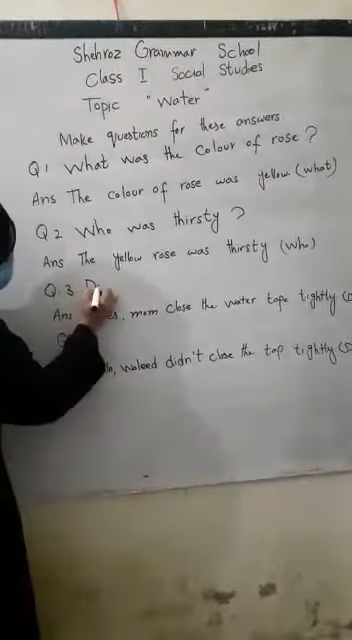 Shehroz Grammar School
Class I Social Studies
Topic "Water"
Make questions for these answers
Q1 What was the colour of rose?
Ans The colour of rose was yellow (what)
Q2 Who was thirsty?
Ans The yellow rose was thirsty (who)
Q.3 D
Ans mom close the water tape tightly (D
waleed didn't close the tap tightly (D